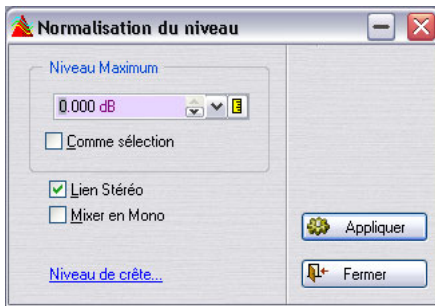 Normalisation du niveau
Niveau Maximum
0.000 dB
Comme sélection
Lien Stéréo
Mixer en Mono
Appliquer
Niveau de crête...
Fermer